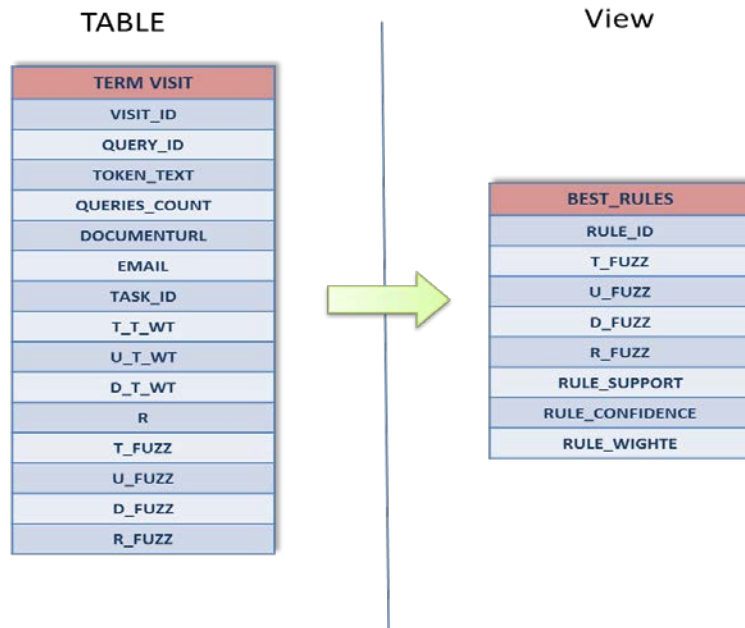 TABLE
TERM VISIT
VISIT_ID
QUERY_ID
TOKEN_TEXT
QUERIES_COUNT
DOCUMENTURL
EMAIL
TASK_ID
T_T_WT
U_T_WT
D_T_WT
R
T_FUZZ
U_FUZZ
D_FUZZ
R_FUZZ
View
BEST_RULES
RULE_ID
T_FUZZ
U_FUZZ
D_FUZZ
R_FUZZ
RULE_SUPPORT
RULE_CONFIDENCE
RULE_WIGHTE